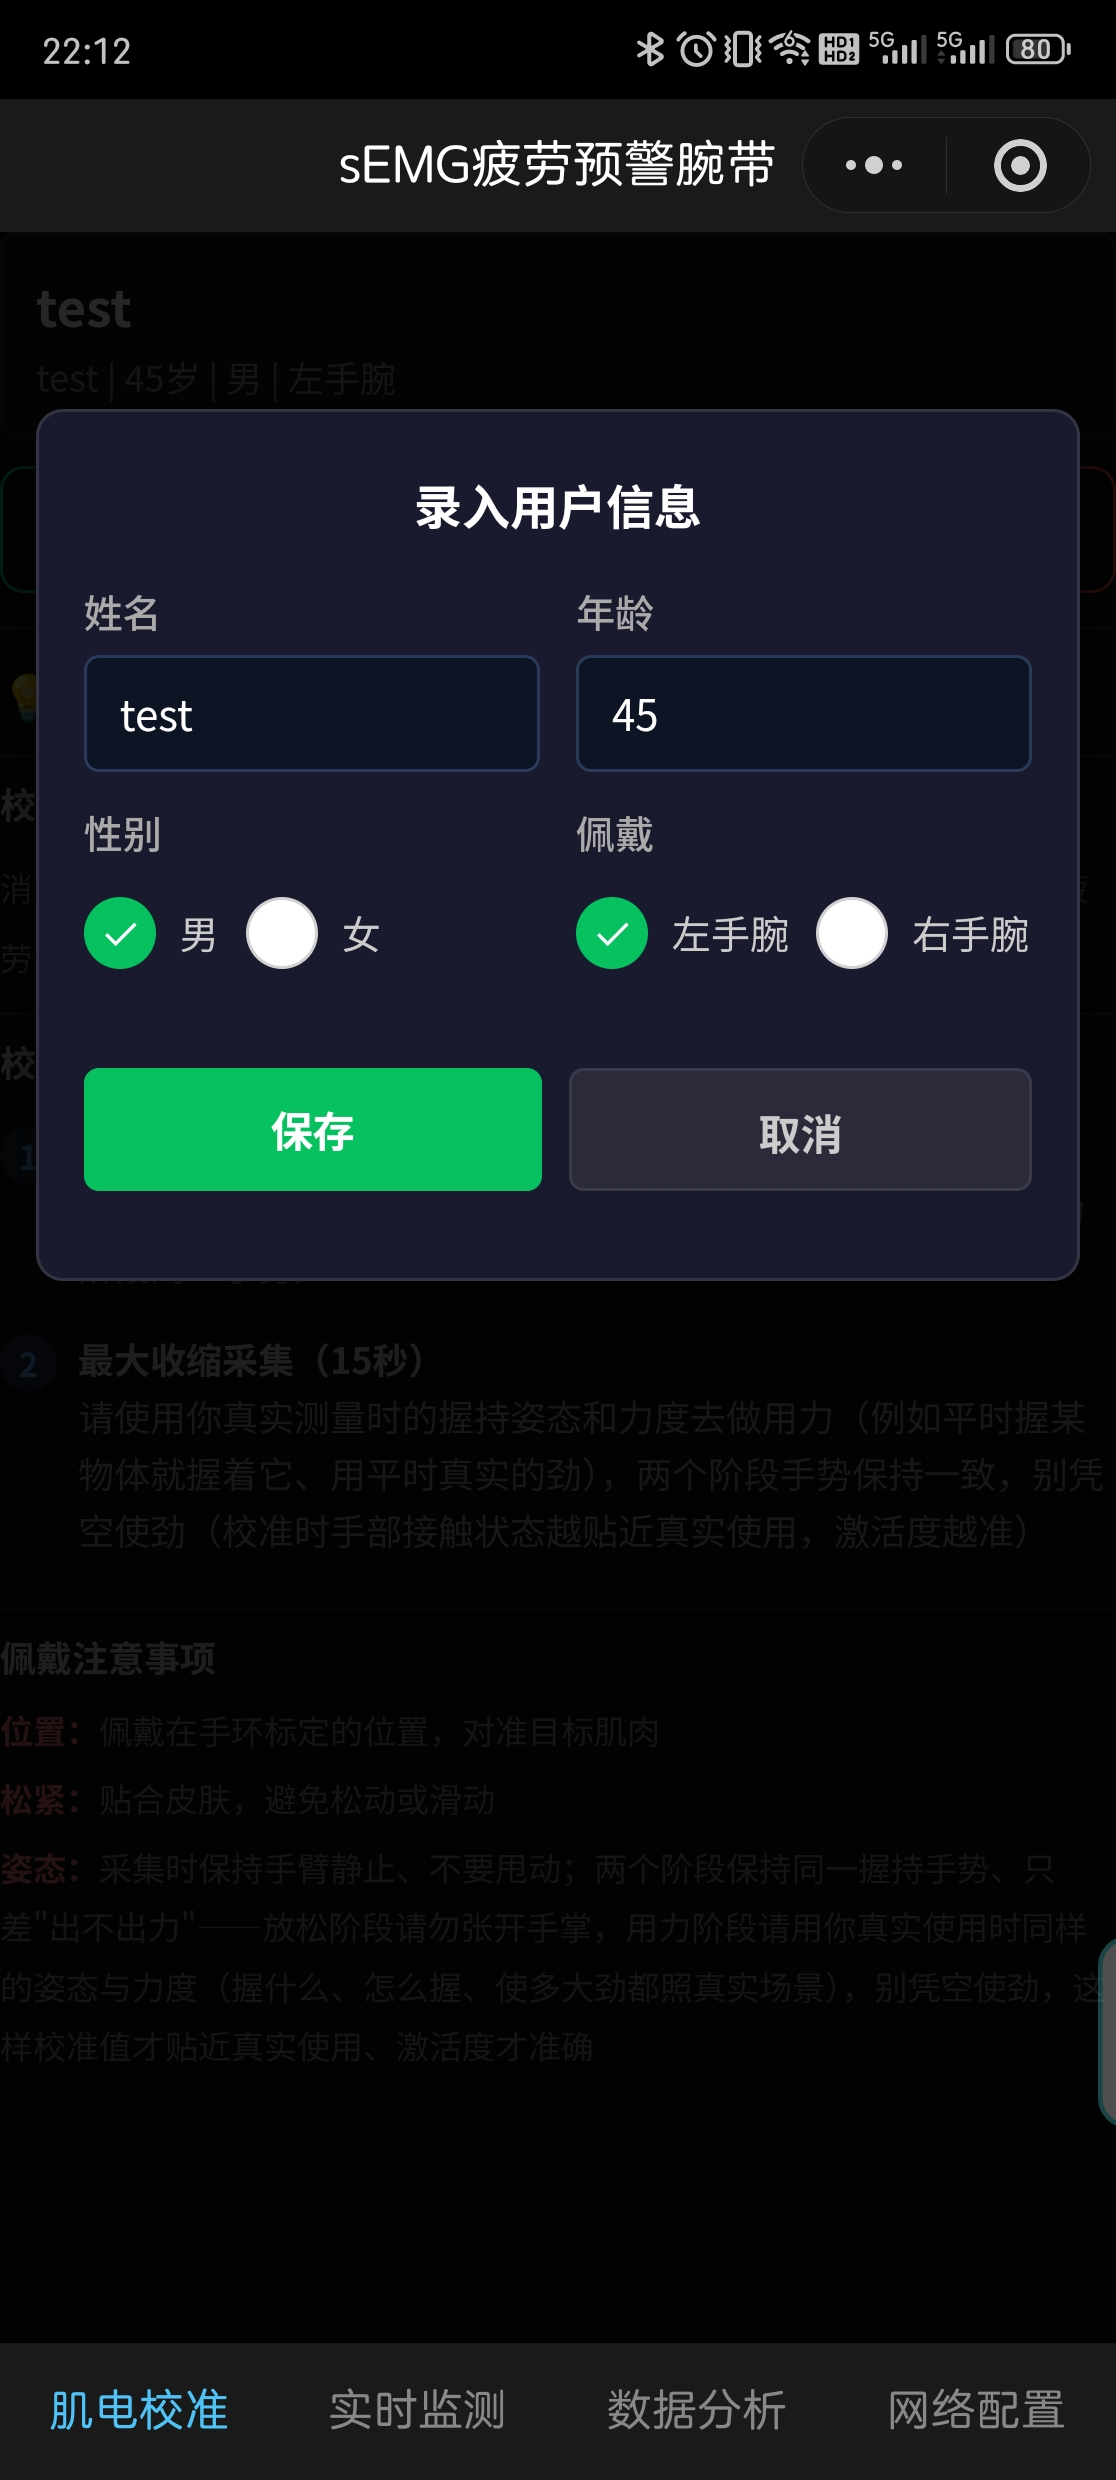 22:12
HD1
HD2
5G
5G
80
sEMG疲劳预警腕带
test
test | 45岁 | 男 | 左手腕
录入用户信息
姓名
年龄
test
45
性别
佩戴
男
女
左手腕
右手腕
保存
取消
校
消
劳
校
1
2
最大收缩采集（15秒）
请使用你真实测量时的握持姿态和力度去做用力（例如平时握某
物体就握着它、用平时真实的劲），两个阶段手势保持一致，别凭
空使劲（校准时手部接触状态越贴近真实使用，激活度越准）
佩戴注意事项
位置：佩戴在手环标定的位置，对准目标肌肉
松紧：贴合皮肤，避免松动或滑动
姿态：采集时保持手臂静止、不要甩动；两个阶段保持同一握持手势、只
差"出不出力"——放松阶段请勿张开手掌，用力阶段请用你真实使用时同样
的姿态与力度（握什么、怎么握、使多大劲都照真实场景），别凭空使劲，这
样校准值才贴近真实使用、激活度才准确
肌电校准
实时监测
数据分析
网络配置